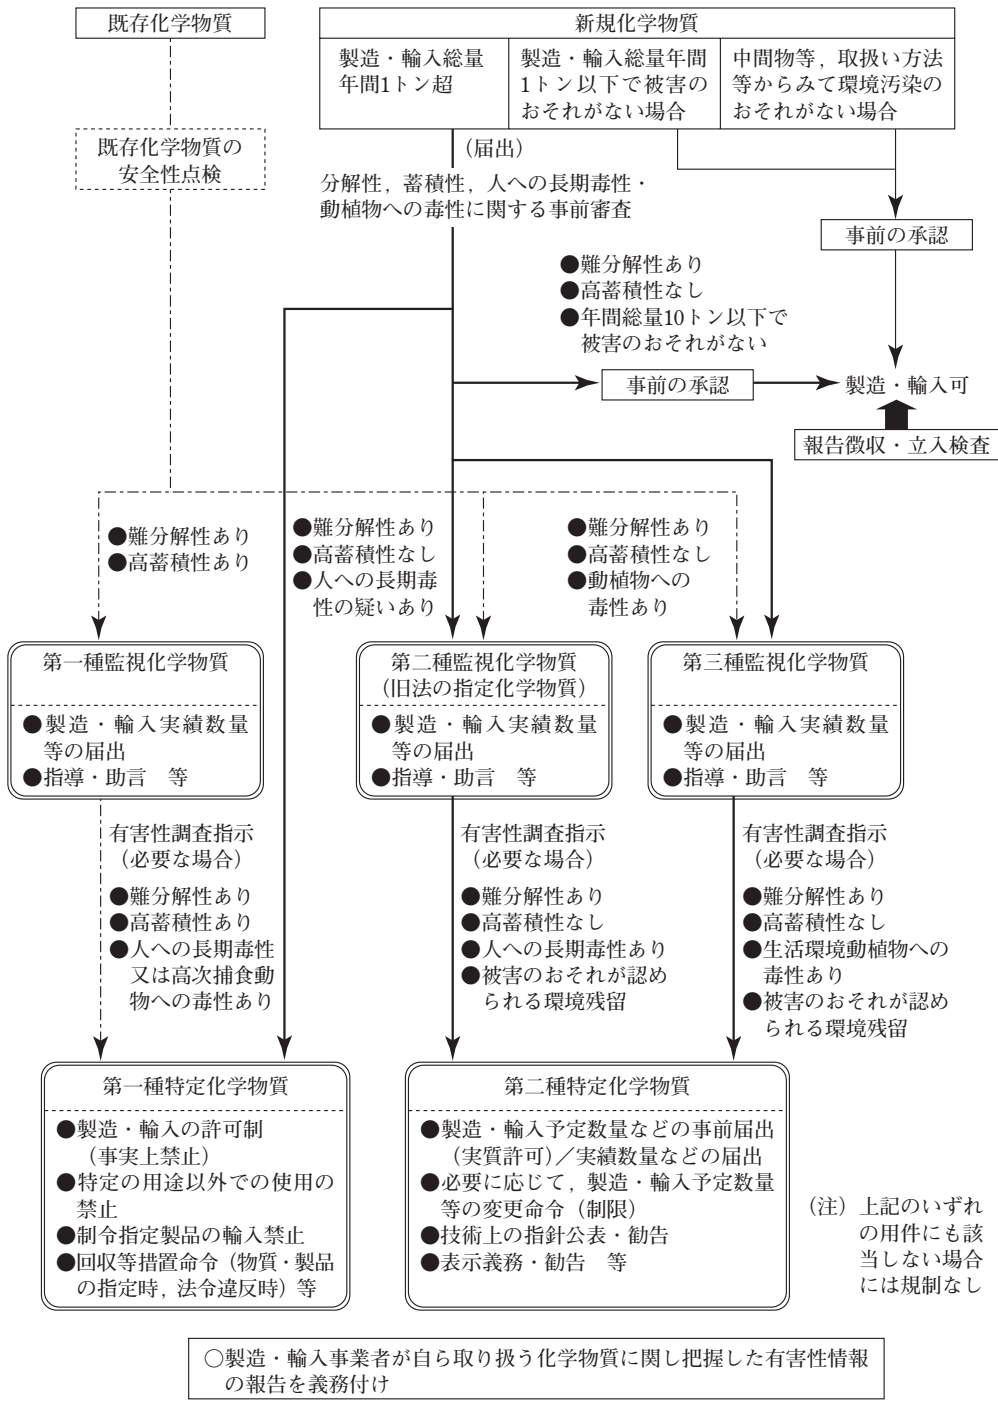 既存化学物質
新規化学物質
製造・輸入総量
年間1トン超
製造・輸入総量年間
1トン以下で被害の
おそれがない場合
中間物等，取扱い方法
等からみて環境汚染の
おそれがない場合
既存化学物質の
安全性点検
（届出）
分解性，蓄積性，人への長期毒性・
動植物への毒性に関する事前審査
事前の承認
●難分解性あり
●高蓄積性なし
●年間総量10トン以下で
被害のおそれがない
事前の承認
製造・輸入可
報告徴収・立入検査
●難分解性あり
●高蓄積性あり
●難分解性あり
●高蓄積性なし
●人への長期毒
性の疑いあり
●難分解性あり
●高蓄積性なし
●動植物への
毒性あり
第一種監視化学物質
●製造・輸入実績数量
等の届出
●指導・助言　等
第二種監視化学物質
（旧法の指定化学物質）
●製造・輸入実績数量
等の届出
●指導・助言　等
第三種監視化学物質
●製造・輸入実績数量
等の届出
●指導・助言　等
有害性調査指示
（必要な場合）
●難分解性あり
●高蓄積性あり
●人への長期毒性
又は高次捕食動
物への毒性あり
有害性調査指示
（必要な場合）
●難分解性あり
●高蓄積性なし
●人への長期毒性あり
●被害のおそれが認め
られる環境残留
有害性調査指示
（必要な場合）
●難分解性あり
●高蓄積性なし
●生活環境動植物への
毒性あり
●被害のおそれが認め
られる環境残留
第一種特定化学物質
●製造・輸入の許可制
（事実上禁止）
●特定の用途以外での使用の
禁止
●制令指定製品の輸入禁止
●回収等措置命令（物質・製品
の指定時，法令違反時）等
第二種特定化学物質
●製造・輸入予定数量などの事前届出
（実質許可）／実績数量などの届出
●必要に応じて，製造・輸入予定数量
等の変更命令（制限）
●技術上の指針公表・勧告
●表示義務・勧告　等
（注）上記のいずれ
の用件にも該
当しない場合
には規制なし
○製造・輸入事業者が自ら取り扱う化学物質に関し把握した有害性情報
の報告を義務付け